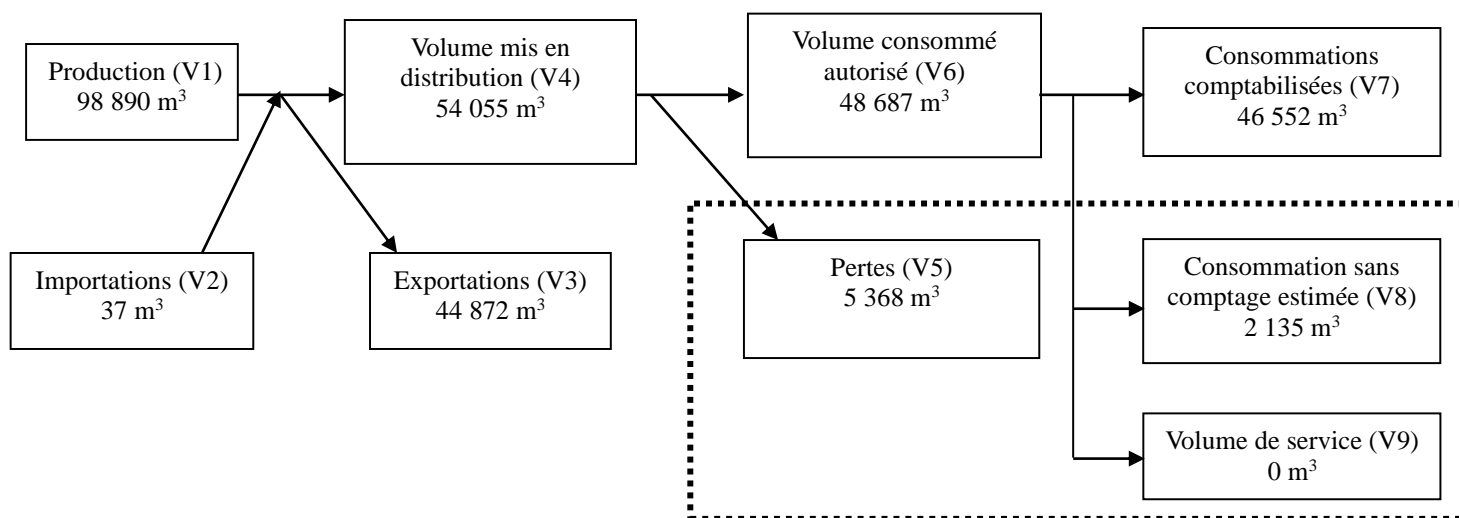 Production (V1)
98 890 m³
Volume mis en
distribution (V4)
54 055 m³
Volume consommé
autorisé (V6)
48 687 m³
Consommations
comptabilisées (V7)
46 552 m³
Importations (V2)
37 m³
Exportations (V3)
44 872 m³
Pertes (V5)
5 368 m³
Consommation sans
comptage estimée (V8)
2 135 m³
Volume de service (V9)
0 m³